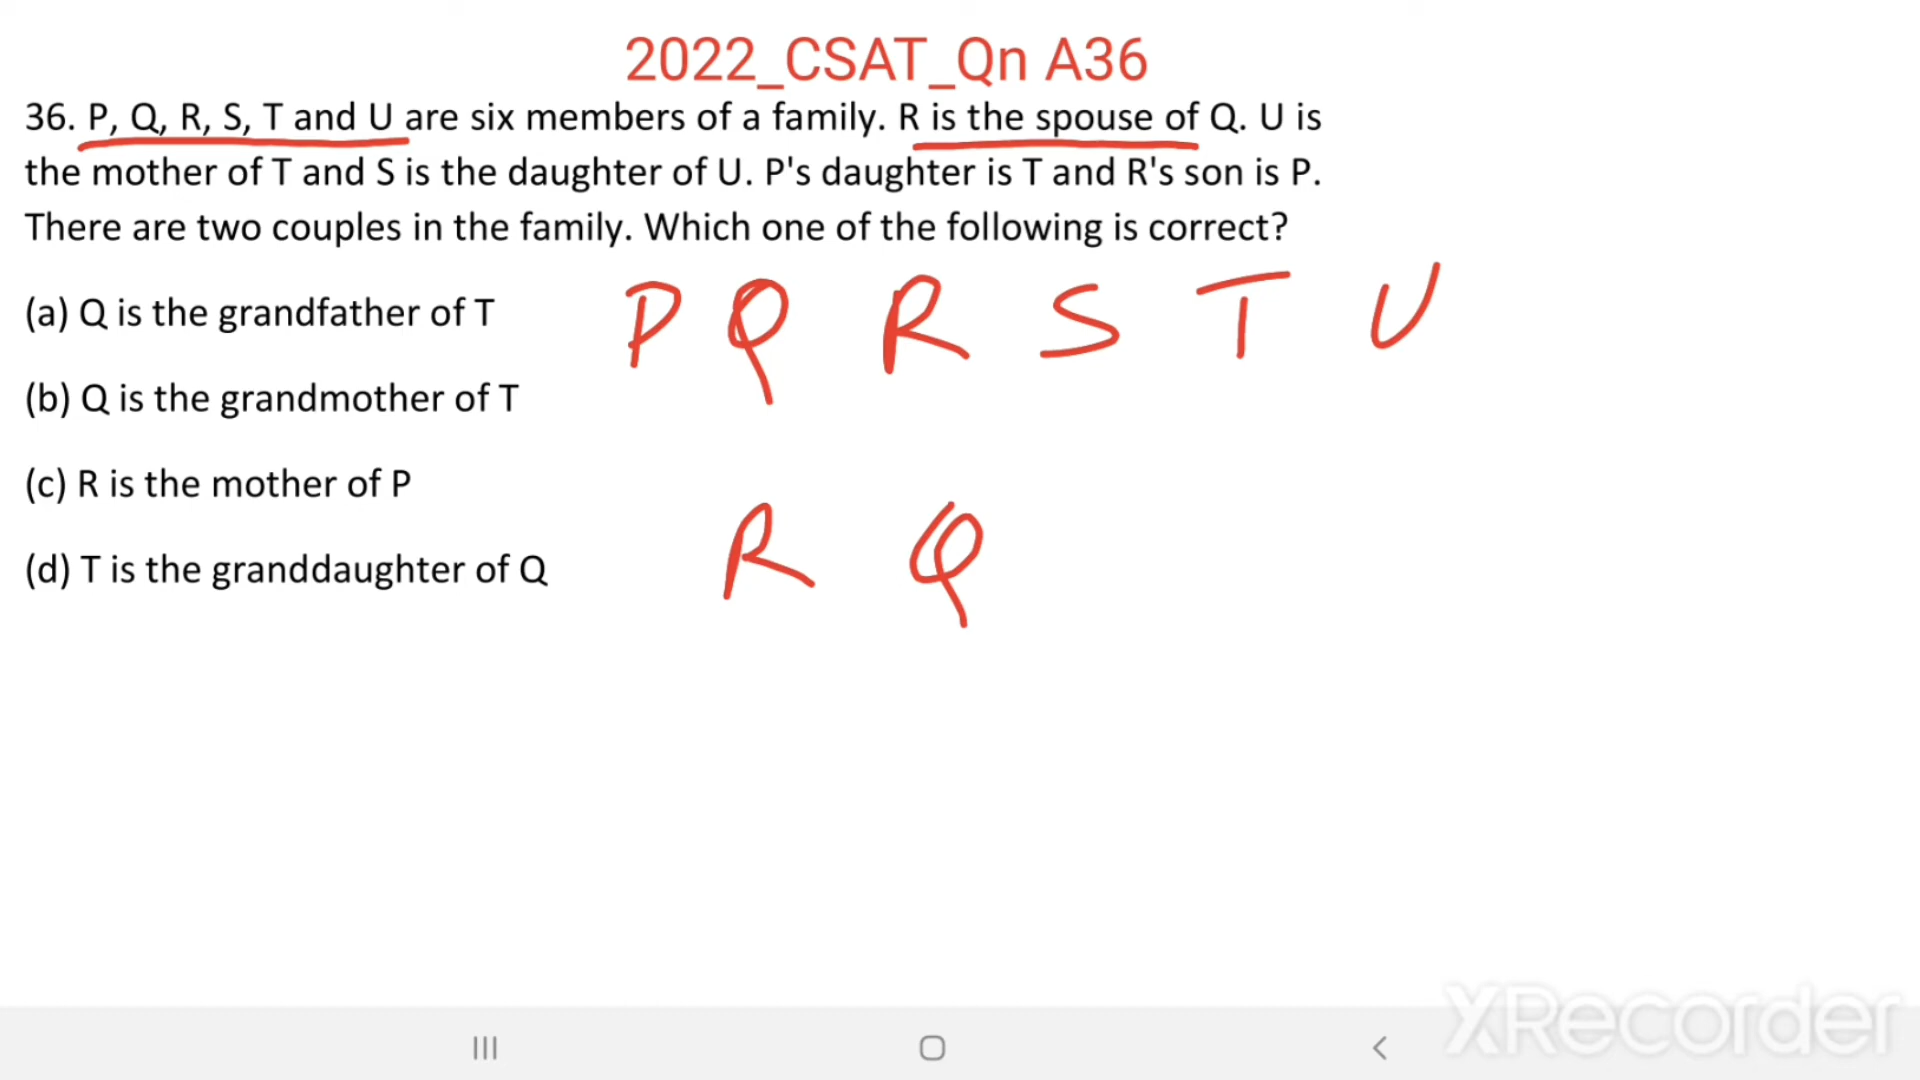 2022_CSAT_Qn A36
36. P, Q, R, S, T and U are six members of a family. R is the spouse of Q. U is
the mother of T and S is the daughter of U. P's daughter is T and R's son is P.
There are two couples in the family. Which one of the following is correct?
(a) Q is the grandfather of T
P Q R S T U
(b) Q is the grandmother of T
(c) R is the mother of P
R Q
(d) T is the granddaughter of Q
XRecorder